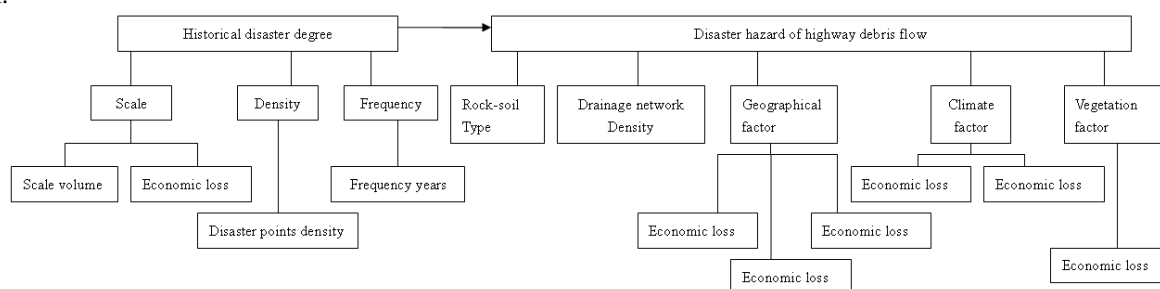 Historical disaster degree
Disaster hazard of highway debris flow
Scale
Density
Frequency
Rock-soil
Type
Drainage network
Density
Geographical
factor
Climate
factor
Vegetation
factor
Scale volume
Economic loss
Frequency years
Economic loss
Economic loss
Disaster points density
Economic loss
Economic loss
Economic loss
Economic loss